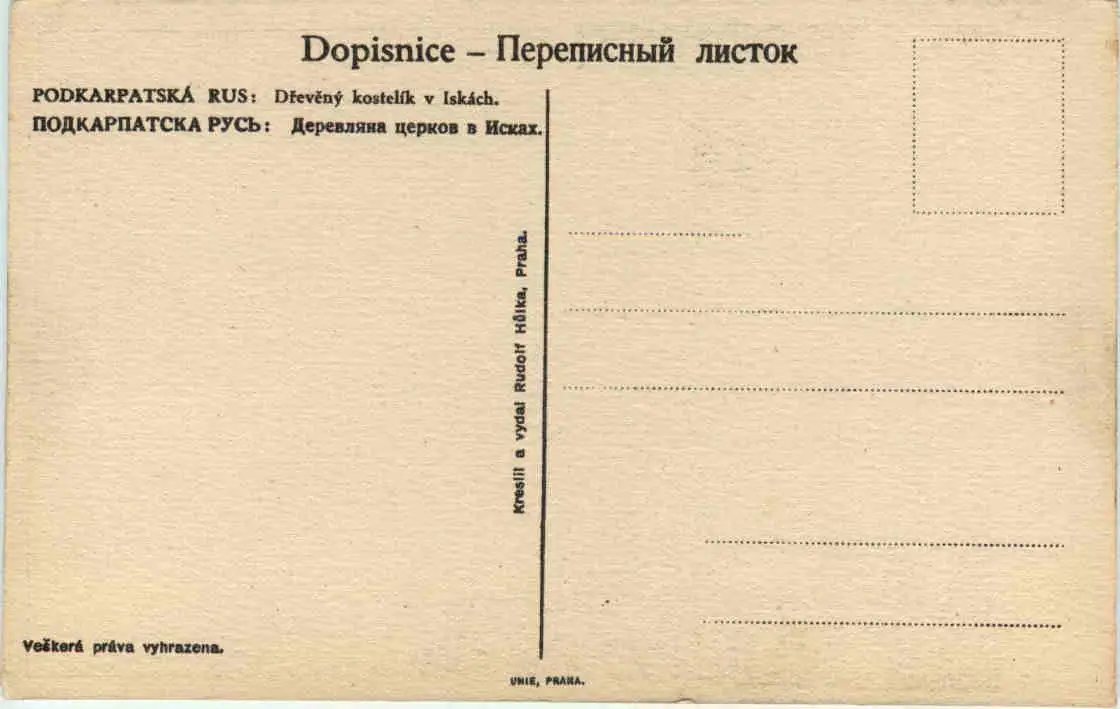 Dopisnice – Переписный листок
PODKARPATSKÁ RUS: Dřevěný kostelík v Iskách.
ПОДКАРПАТСКА РУСЬ: Деревляна церков в Исках.
Kreslil a vydal Rudolf Hůlka, Praha.
Veškerá práva vyhrazena.
UNIE, PRAHA.